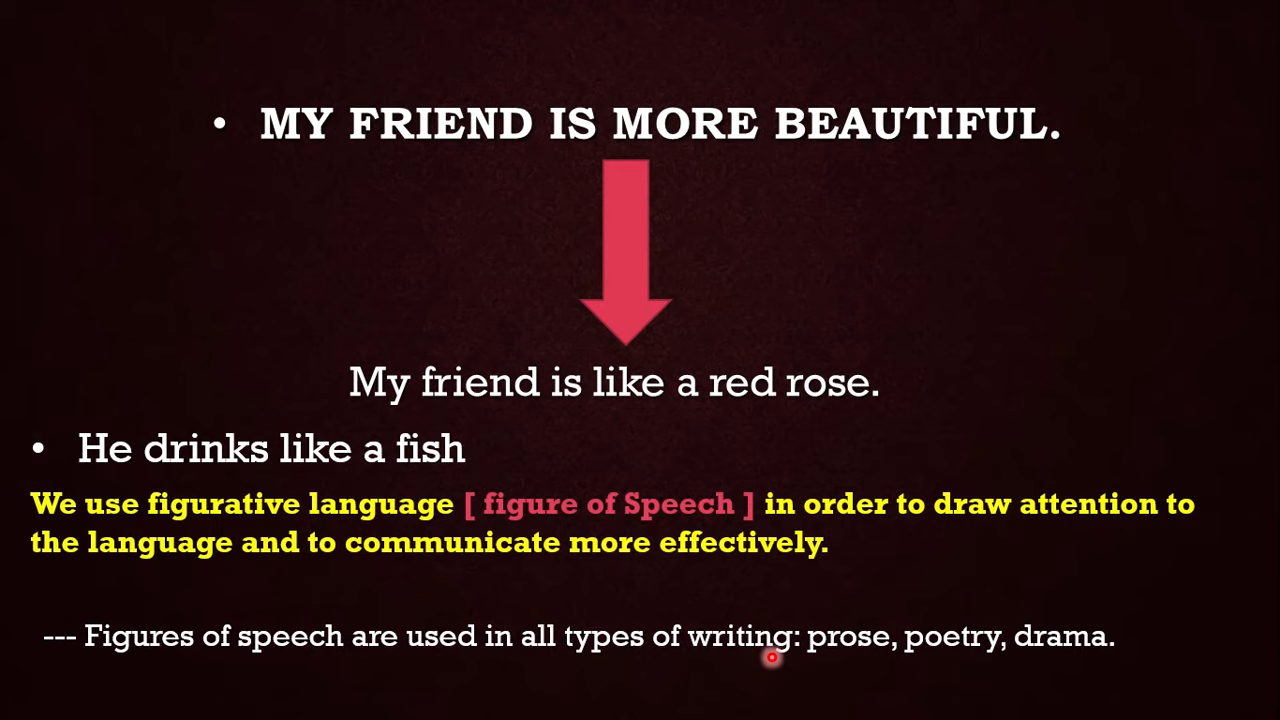 • MY FRIEND IS MORE BEAUTIFUL.
My friend is like a red rose.
• He drinks like a fish
We use figurative language [ figure of Speech ] in order to draw attention to
the language and to communicate more effectively.
--- Figures of speech are used in all types of writing: prose, poetry, drama.